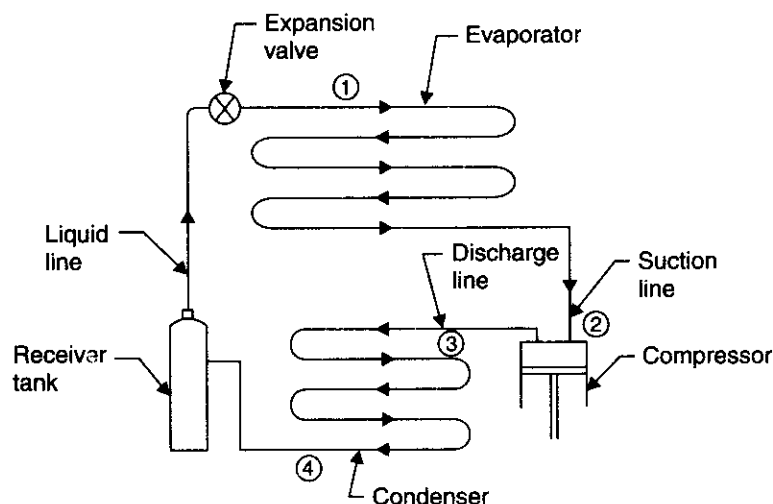 Expansion
valve
Evaporator
①
Liquid
line
Discharge
line
Suction
line
②
③
Receiver
tank
Compressor
④
Condenser